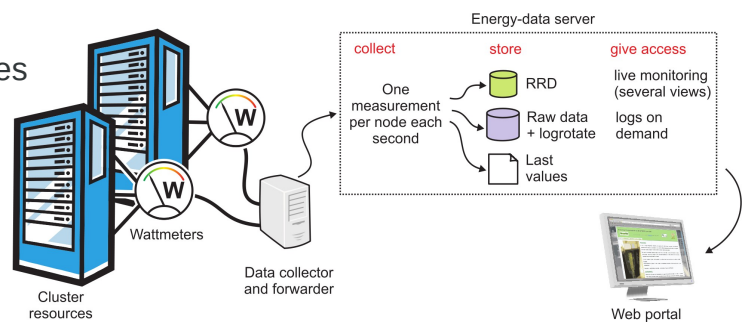 es
Energy-data server
collect
store
give access
One
measurement
per node each
second
RRD
Raw data
+ logrotate
Last
values
live monitoring
(several views)
logs on
demand
W
W
Wattmeters
Data collector
and forwarder
Cluster
resources
Web portal